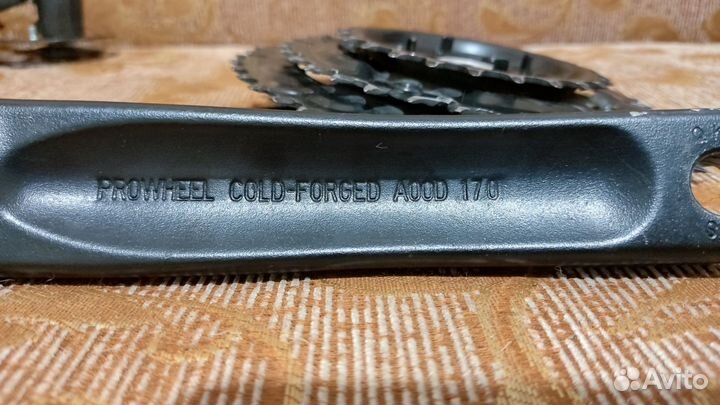 PROWHEEL COLD-FORGED A00D 170
Avito